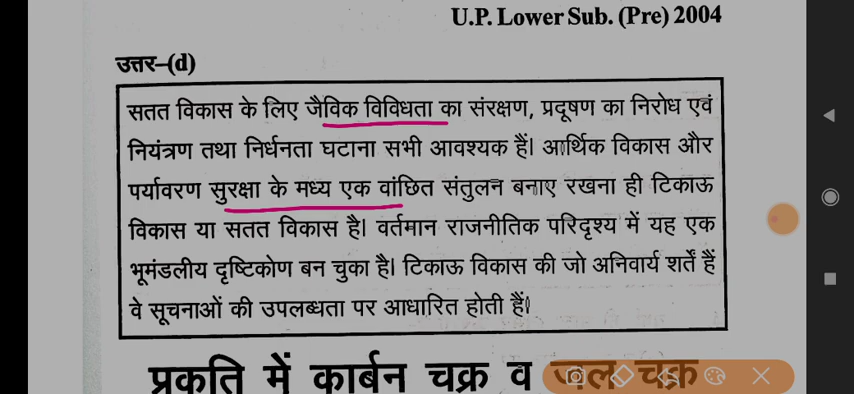 U.P. Lower Sub. (Pre) 2004
उत्तर–(d)
सतत विकास के लिए जैविक विविधता का संरक्षण, प्रदूषण का निरोध एवं
नियंत्रण तथा निर्धनता घटाना सभी आवश्यक हैं। आर्थिक विकास और
पर्यावरण सुरक्षा के मध्य एक वांछित संतुलन बनाए रखना ही टिकाऊ
विकास या सतत विकास है। वर्तमान राजनीतिक परिदृश्य में यह एक
भूमंडलीय दृष्टिकोण बन चुका है। टिकाऊ विकास की जो अनिवार्य शर्तें हैं
वे सूचनाओं की उपलब्धता पर आधारित होती हैं।
प्रकृति में कार्बन चक्र व जल चक्र